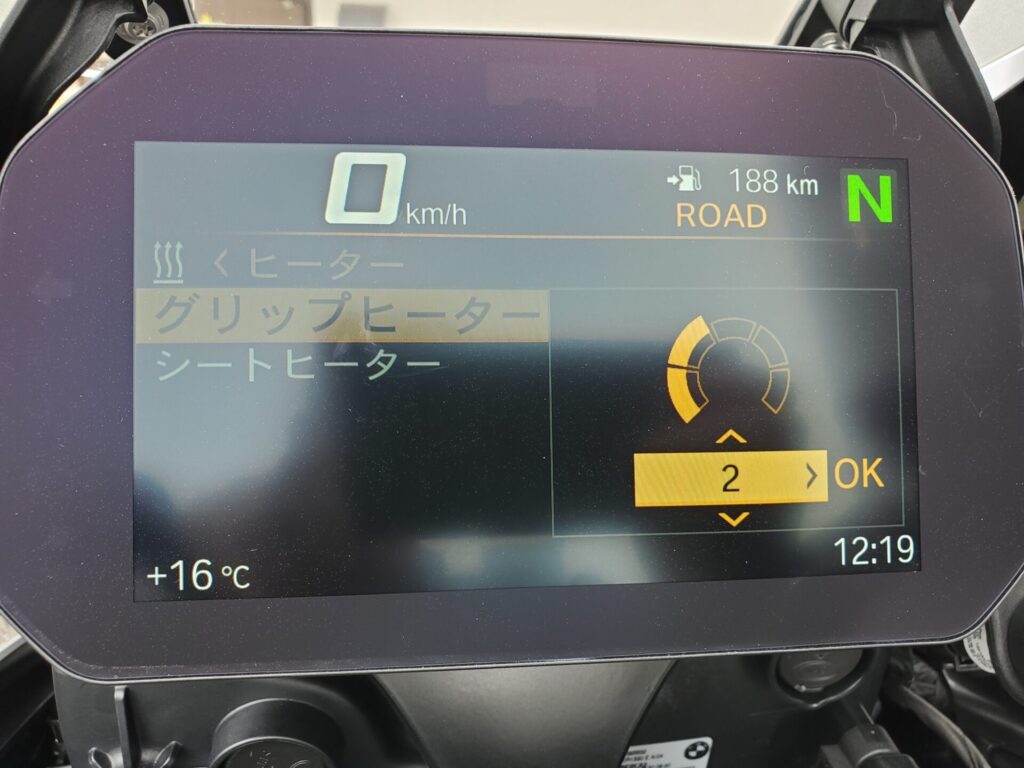 0 km/h
188 km
ROAD
N
< ヒーター
グリップヒーター
シートヒーター
2 > OK
+16 ℃
12:19